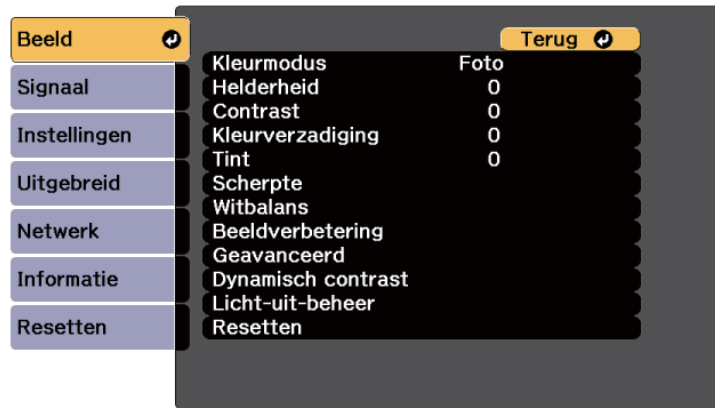 Beeld
Signaal
Instellingen
Uitgebreid
Netwerk
Informatie
Resetten
Terug
Kleurmodus Foto
Helderheid 0
Contrast 0
Kleurverzadiging 0
Tint 0
Scherpte
Witbalans
Beeldverbetering
Geavanceerd
Dynamisch contrast
Licht-uit-beheer
Resetten